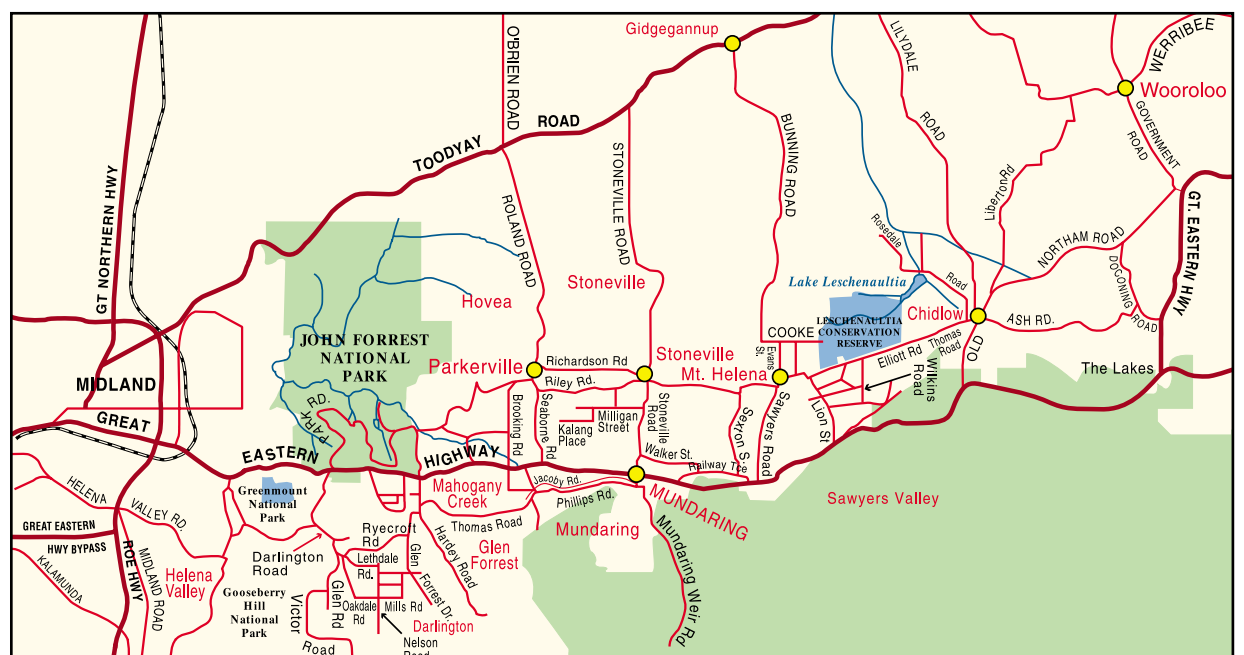 Gidgegannup
O'BRIEN ROAD
LILYDALE
ROAD
WERRIBEE
Wooroloo
GOVERNMENT
ROAD
TOODYAY
ROAD
BUNNING ROAD
STONEVILLE ROAD
ROLAND ROAD
GT NORTHERN HWY
Liberton Rd
GT. EASTERN HWY
Rosedale
Road
NORTHAM ROAD
DOCONING
ROAD
Hovea
Stoneville
Lake Leschenaultia
LESCHENAULTIA
CONSERVATION
RESERVE
Chidlow
ASH RD.
OLD
JOHN FORREST
NATIONAL
PARK
COOKE
Evans
St.
Elliott Rd
Thomas
Road
Wilkins
Road
The Lakes
MIDLAND
Parkerville
Richardson Rd
Riley Rd.
Stoneville
Mt. Helena
GREAT
EASTERN
HIGHWAY
PARK
RD.
Brooking Rd
Seaborne
Rd
Kalang
Place
Milligan
Street
Stoneville
Road
Sexton S.
Sawyers Road
Lion St.
Walker St.
Railway Tce
Jacoby Rd.
Phillips Rd.
MUNDARING
Sawyers Valley
Mahogany
Creek
Thomas Road
Mundaring
Mundaring Weir Rd
Greenmount
National
Park
HELENA
VALLEY RD.
GREAT EASTERN
HWY BYPASS
ROE HWY
KALAMUNDA
MIDLAND ROAD
Helena
Valley
Darlington
Road
Gooseberry
Hill
National
Park
Ryecroft
Rd
Lethdale
Rd.
Glen
Forrest Dr.
Hardey Road
Glen
Forrest
Glen Rd
Oakdale
Rd
Mills Rd
Darlington
Victor
Road
Nelson
Road